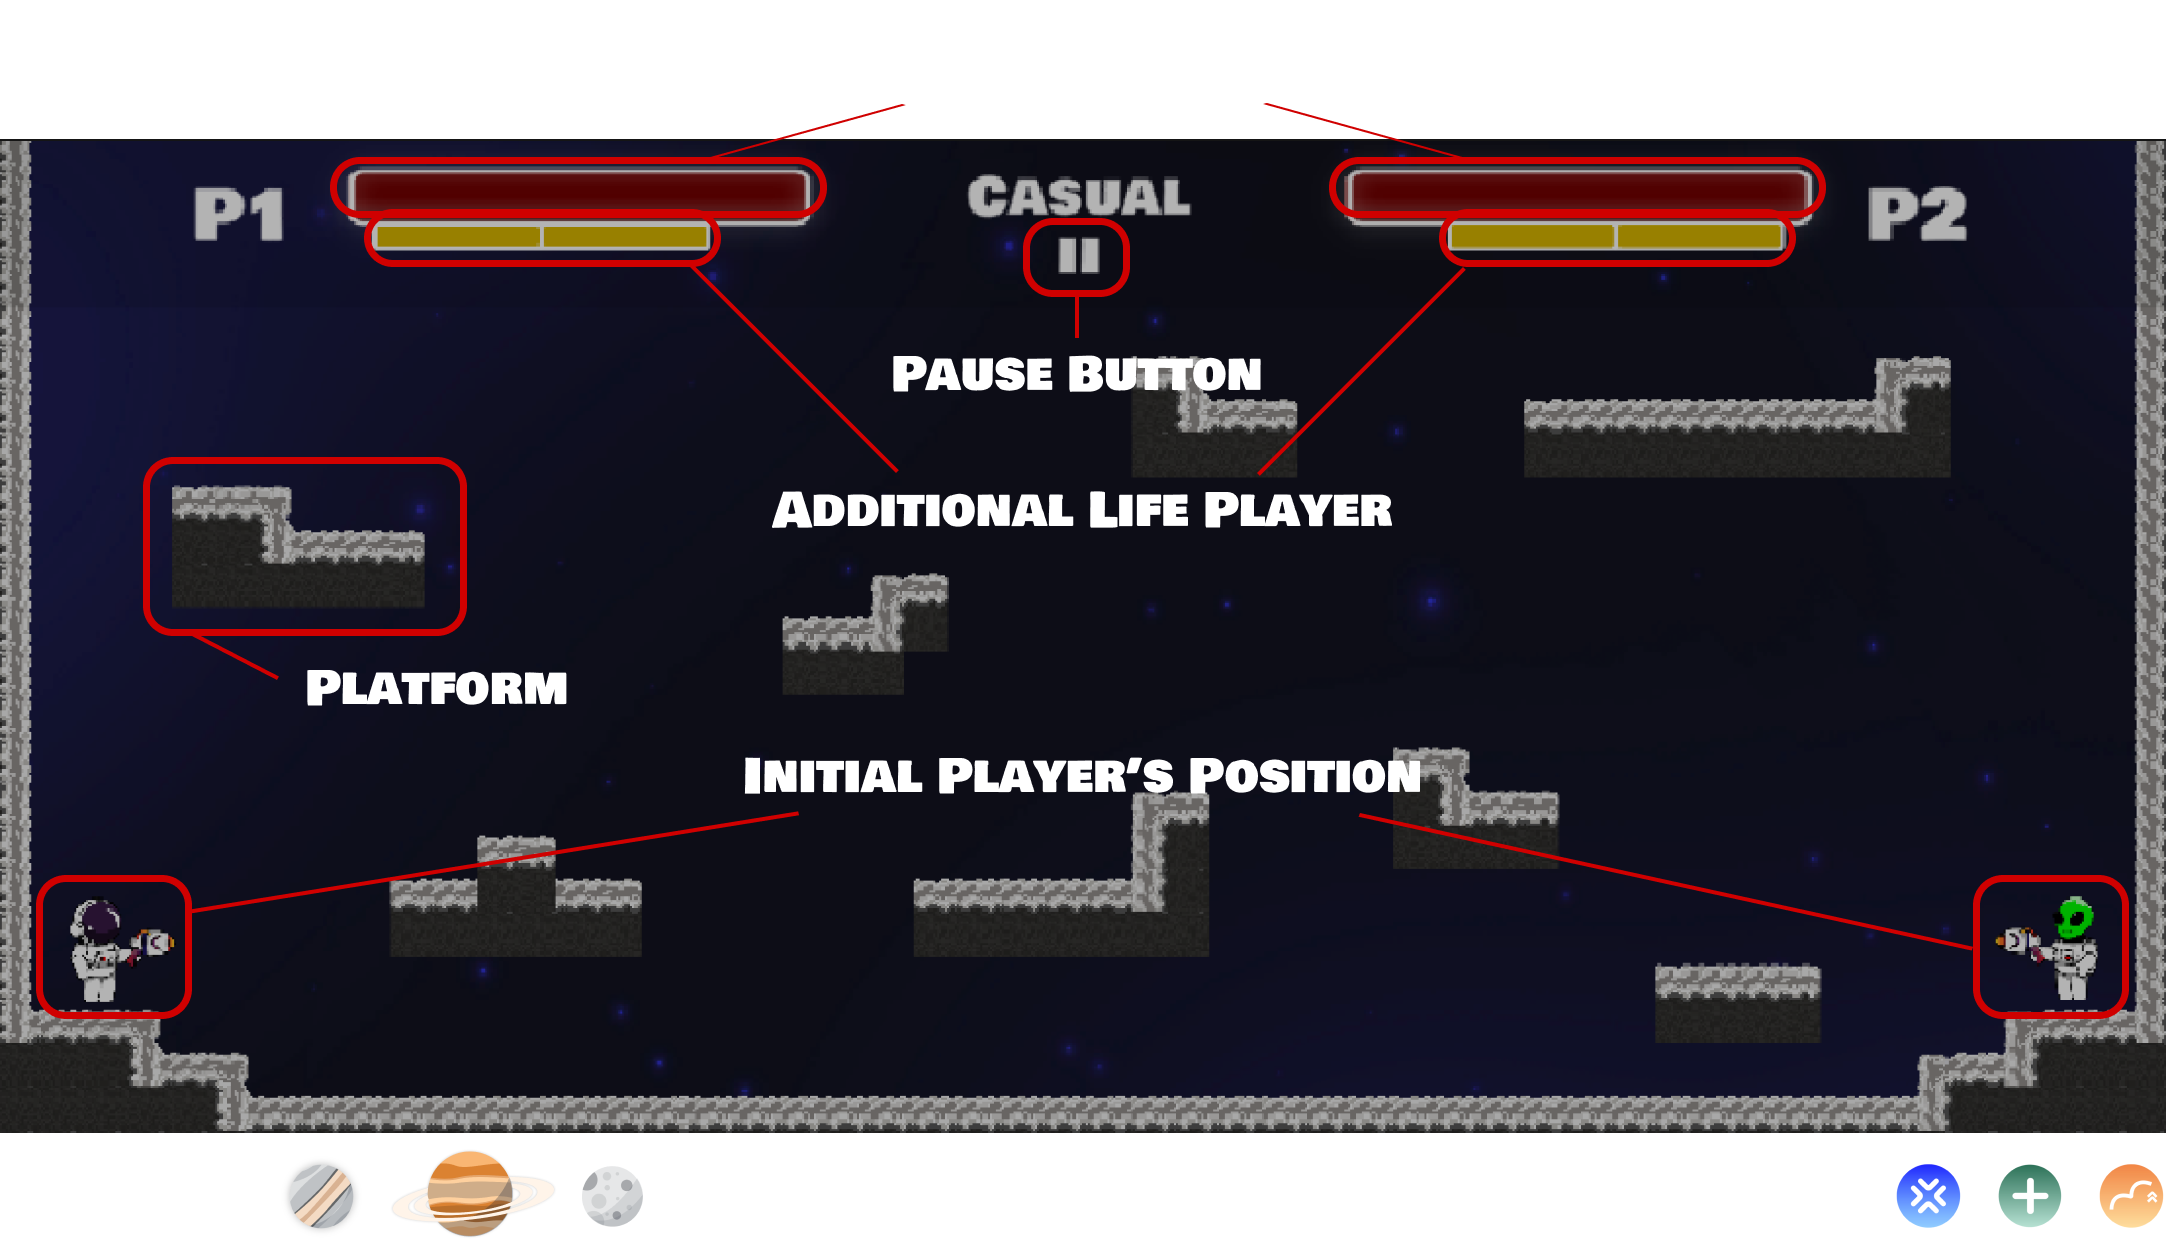 P1
CASUAL
P2
PAUSE BUTTON
ADDITIONAL LIFE PLAYER
PLATFORM
INITIAL PLAYER'S POSITION